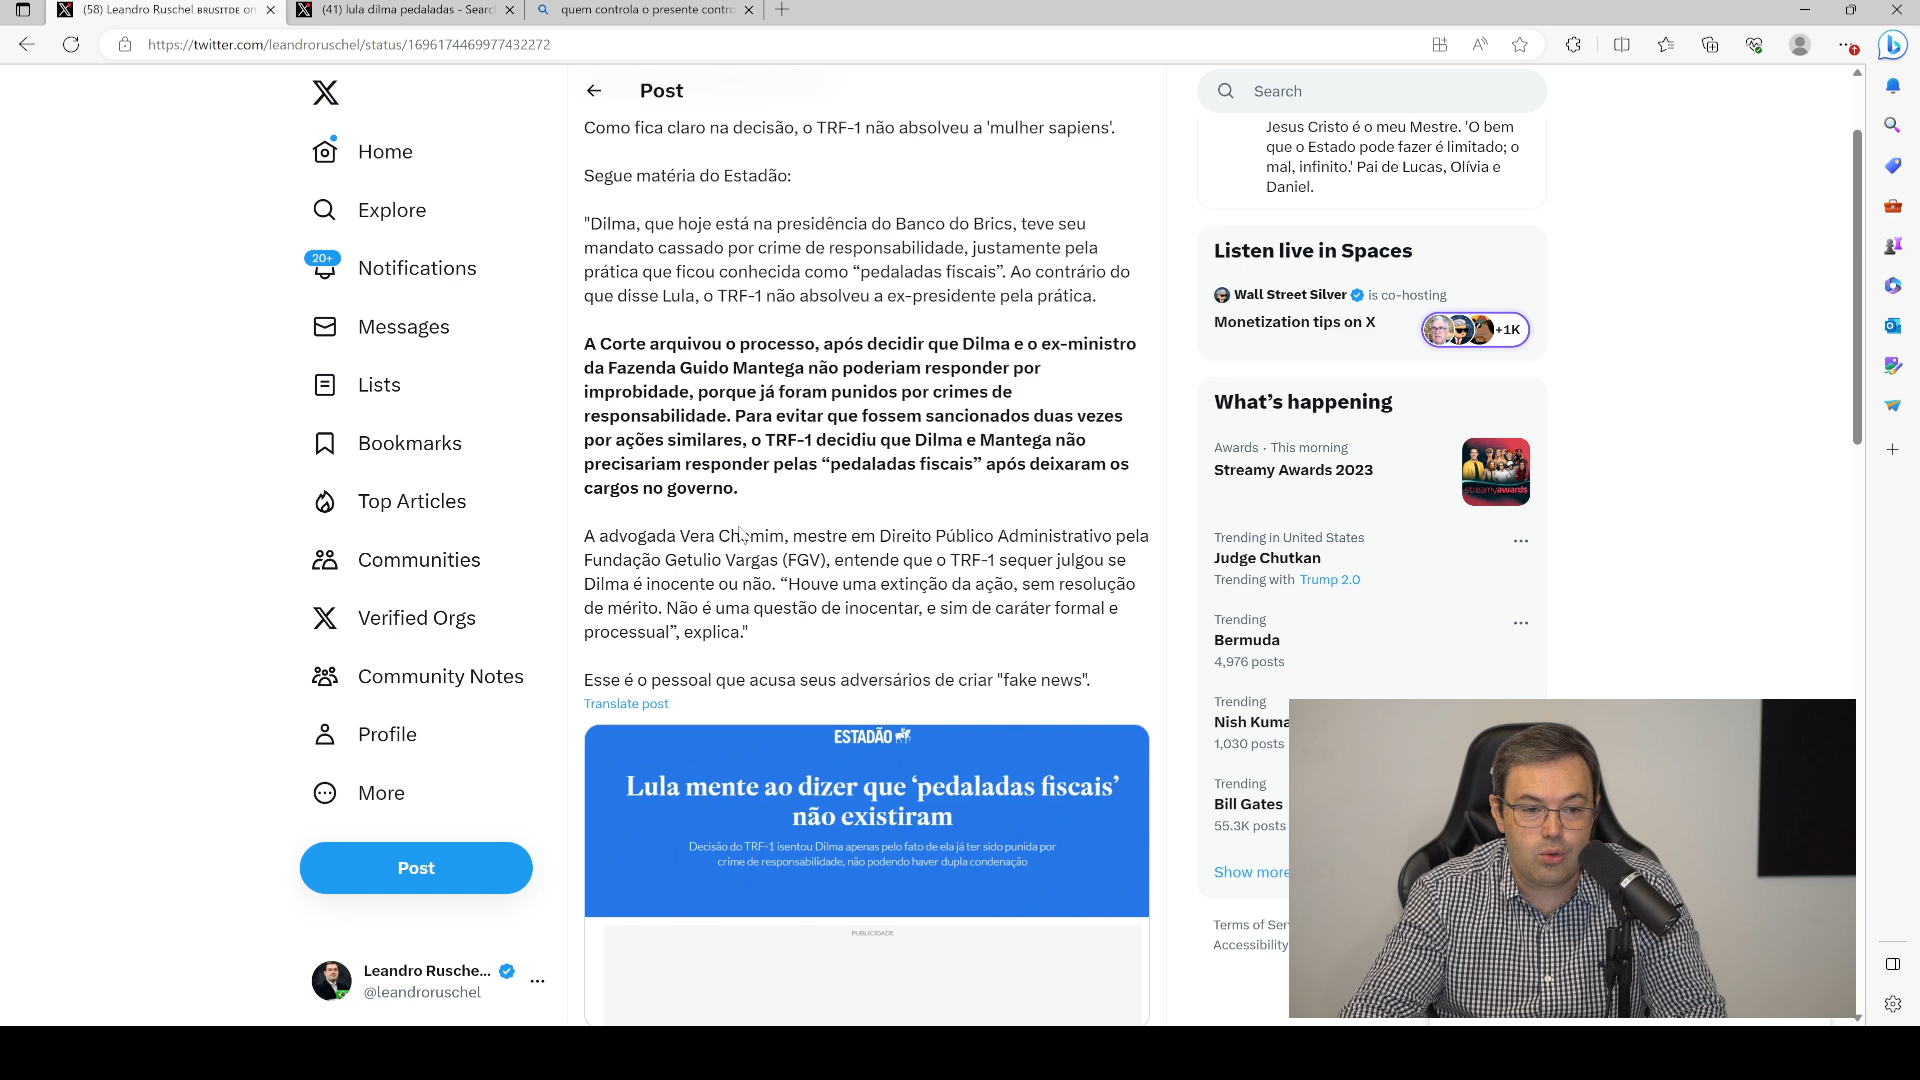 (58) Leandro Ruschel ʙʀᴜsɪᴛᴅᴇ on
(41) lula dilma pedaladas - Searc
quem controla o presente contro
https://twitter.com/leandroruschel/status/1696174469977432272
Home
Explore
20+
Notifications
Messages
Lists
Bookmarks
Top Articles
Communities
Verified Orgs
Community Notes
Profile
More
Post
Leandro Rusche...
@leandroruschel
Post
Como fica claro na decisão, o TRF-1 não absolveu a 'mulher sapiens'.
Segue matéria do Estadão:
"Dilma, que hoje está na presidência do Banco do Brics, teve seu
mandato cassado por crime de responsabilidade, justamente pela
prática que ficou conhecida como “pedaladas fiscais”. Ao contrário do
que disse Lula, o TRF-1 não absolveu a ex-presidente pela prática.
A Corte arquivou o processo, após decidir que Dilma e o ex-ministro
da Fazenda Guido Mantega não poderiam responder por
improbidade, porque já foram punidos por crimes de
responsabilidade. Para evitar que fossem sancionados duas vezes
por ações similares, o TRF-1 decidiu que Dilma e Mantega não
precisariam responder pelas “pedaladas fiscais” após deixaram os
cargos no governo.
A advogada Vera Chemim, mestre em Direito Público Administrativo pela
Fundação Getulio Vargas (FGV), entende que o TRF-1 sequer julgou se
Dilma é inocente ou não. “Houve uma extinção da ação, sem resolução
de mérito. Não é uma questão de inocentar, e sim de caráter formal e
processual”, explica."
Esse é o pessoal que acusa seus adversários de criar "fake news".
Translate post
ESTADÃO
Lula mente ao dizer que ‘pedaladas fiscais’
não existiram
Decisão do TRF-1 isentou Dilma apenas pelo fato de ela já ter sido punida por
crime de responsabilidade, não podendo haver dupla condenação
PUBLICIDADE
Search
Jesus Cristo é o meu Mestre. 'O bem
que o Estado pode fazer é limitado; o
mal, infinito.' Pai de Lucas, Olívia e
Daniel.
Listen live in Spaces
Wall Street Silver is co-hosting
Monetization tips on X
+1K
What’s happening
Awards · This morning
Streamy Awards 2023
streamyawards
Trending in United States
Judge Chutkan
Trending with Trump 2.0
Trending
Bermuda
4,976 posts
Trending
Nish Kuma
1,030 posts
Trending
Bill Gates
55.3K posts
Show more
Terms of Ser
Accessibility